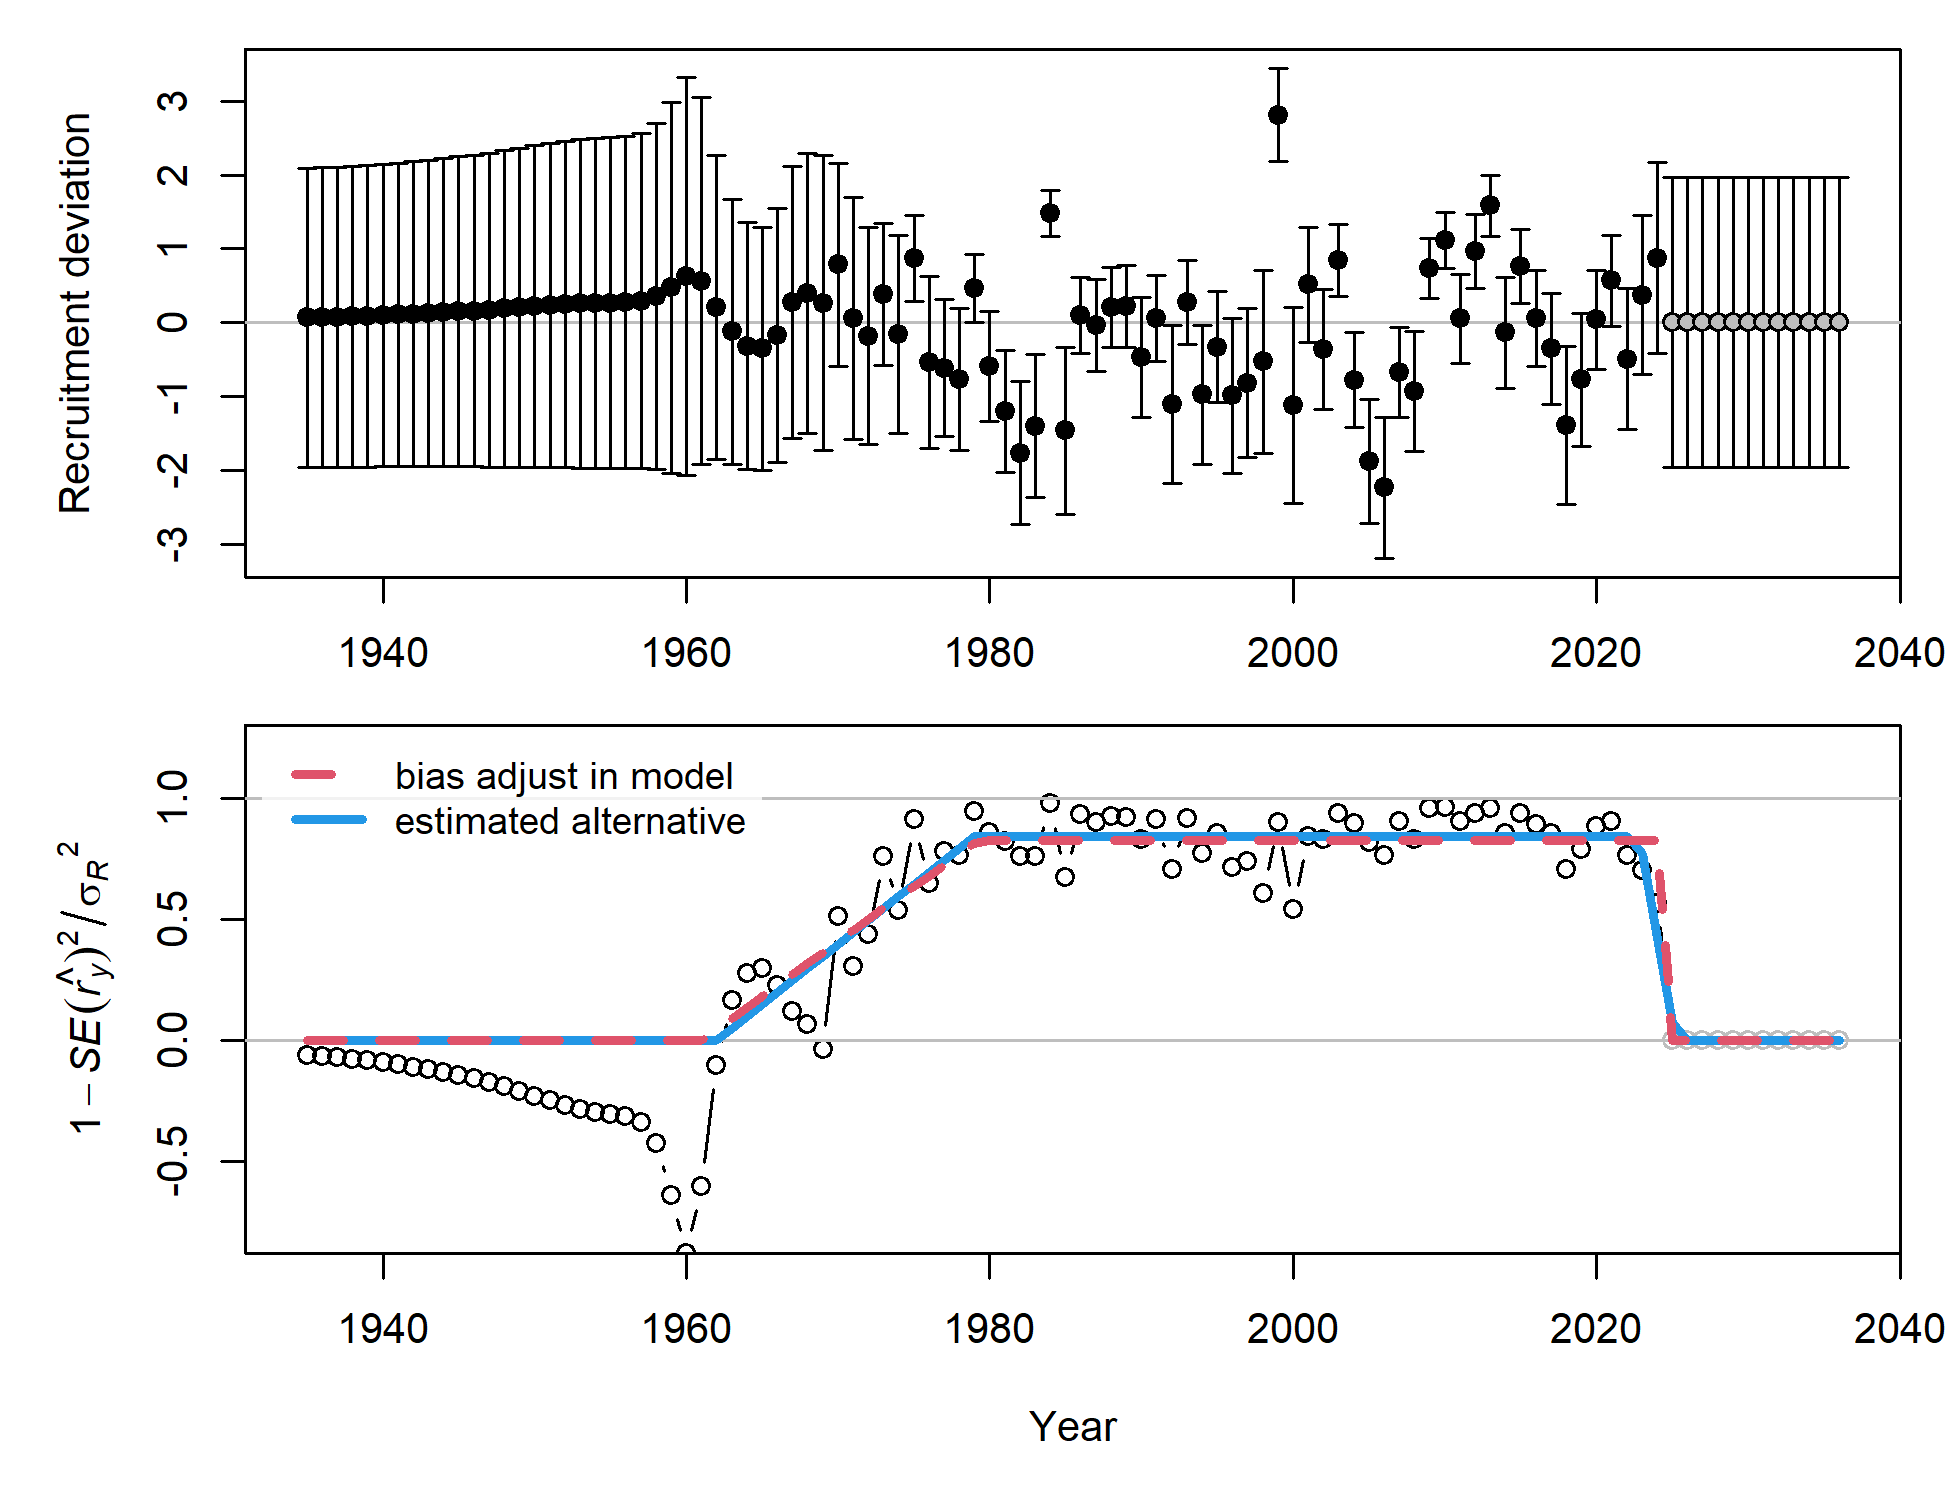 Recruitment deviation
3
2
1
0
-1
-2
-3
1940 1960 1980 2000 2020 2040
bias adjust in model
estimated alternative
1 − SE(r̂y)² / σR²
1.0
0.5
0.0
-0.5
1940 1960 1980 2000 2020 2040
Year